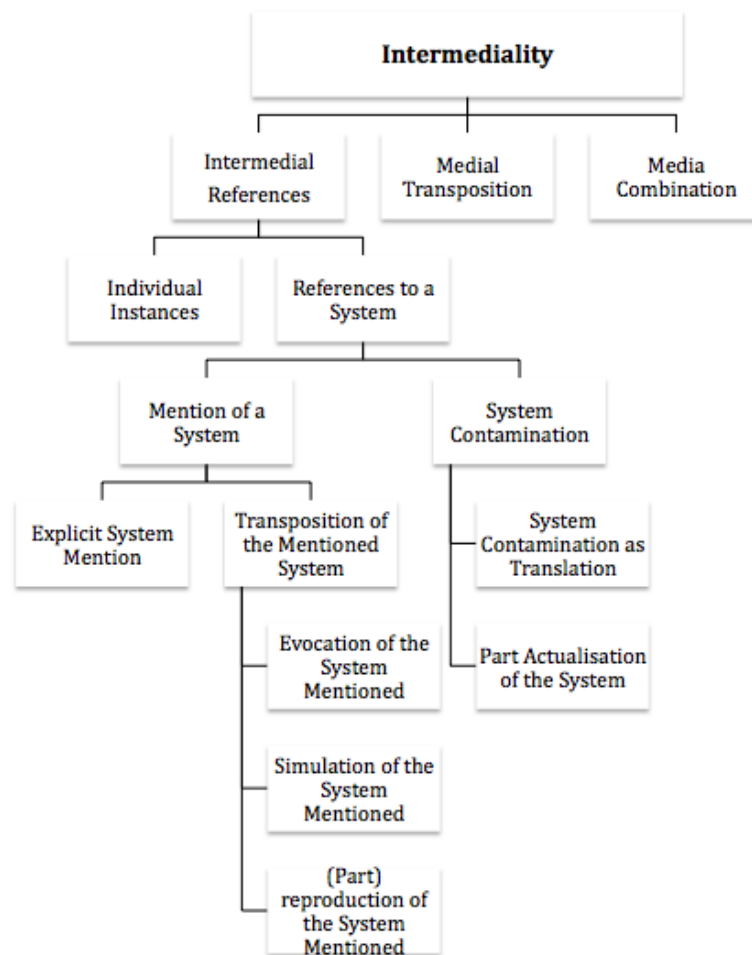 Intermediality
Intermedial
References
Medial
Transposition
Media
Combination
Individual
Instances
References to a
System
Mention of a
System
System
Contamination
Explicit System
Mention
Transposition of
the Mentioned
System
System
Contamination as
Translation
Evocation of the
System
Mentioned
Part Actualisation
of the System
Simulation of the
System
Mentioned
(Part)
reproduction of
the System
Mentioned